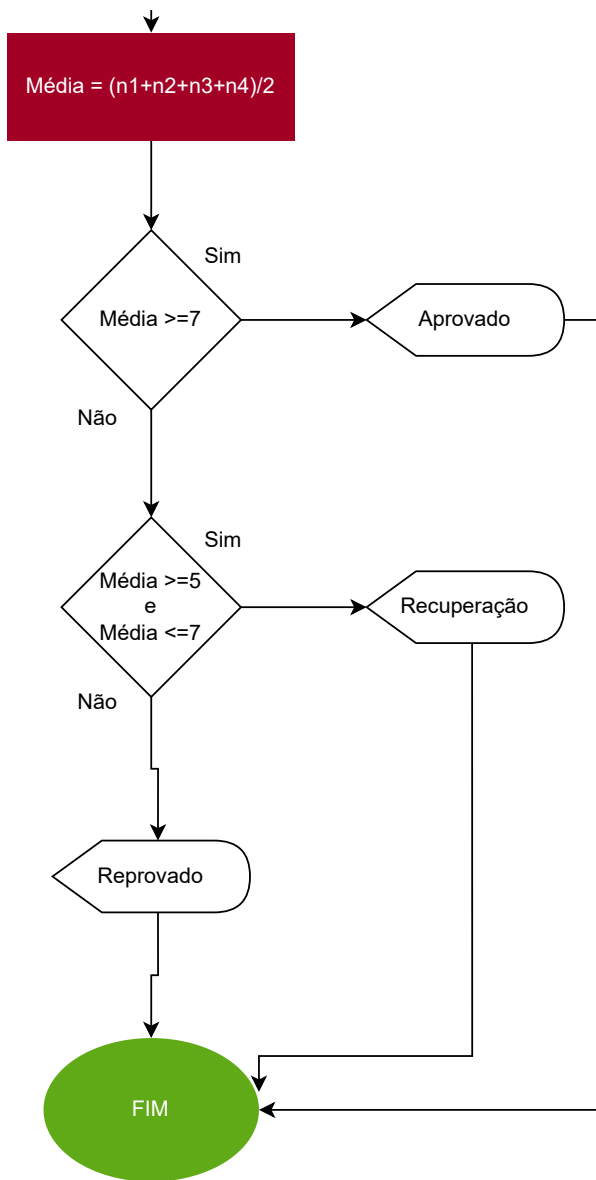 Média = (n1+n2+n3+n4)/2
Sim
Média >=7
Aprovado
Não
Sim
Média >=5
e
Média <=7
Recuperação
Não
Reprovado
FIM